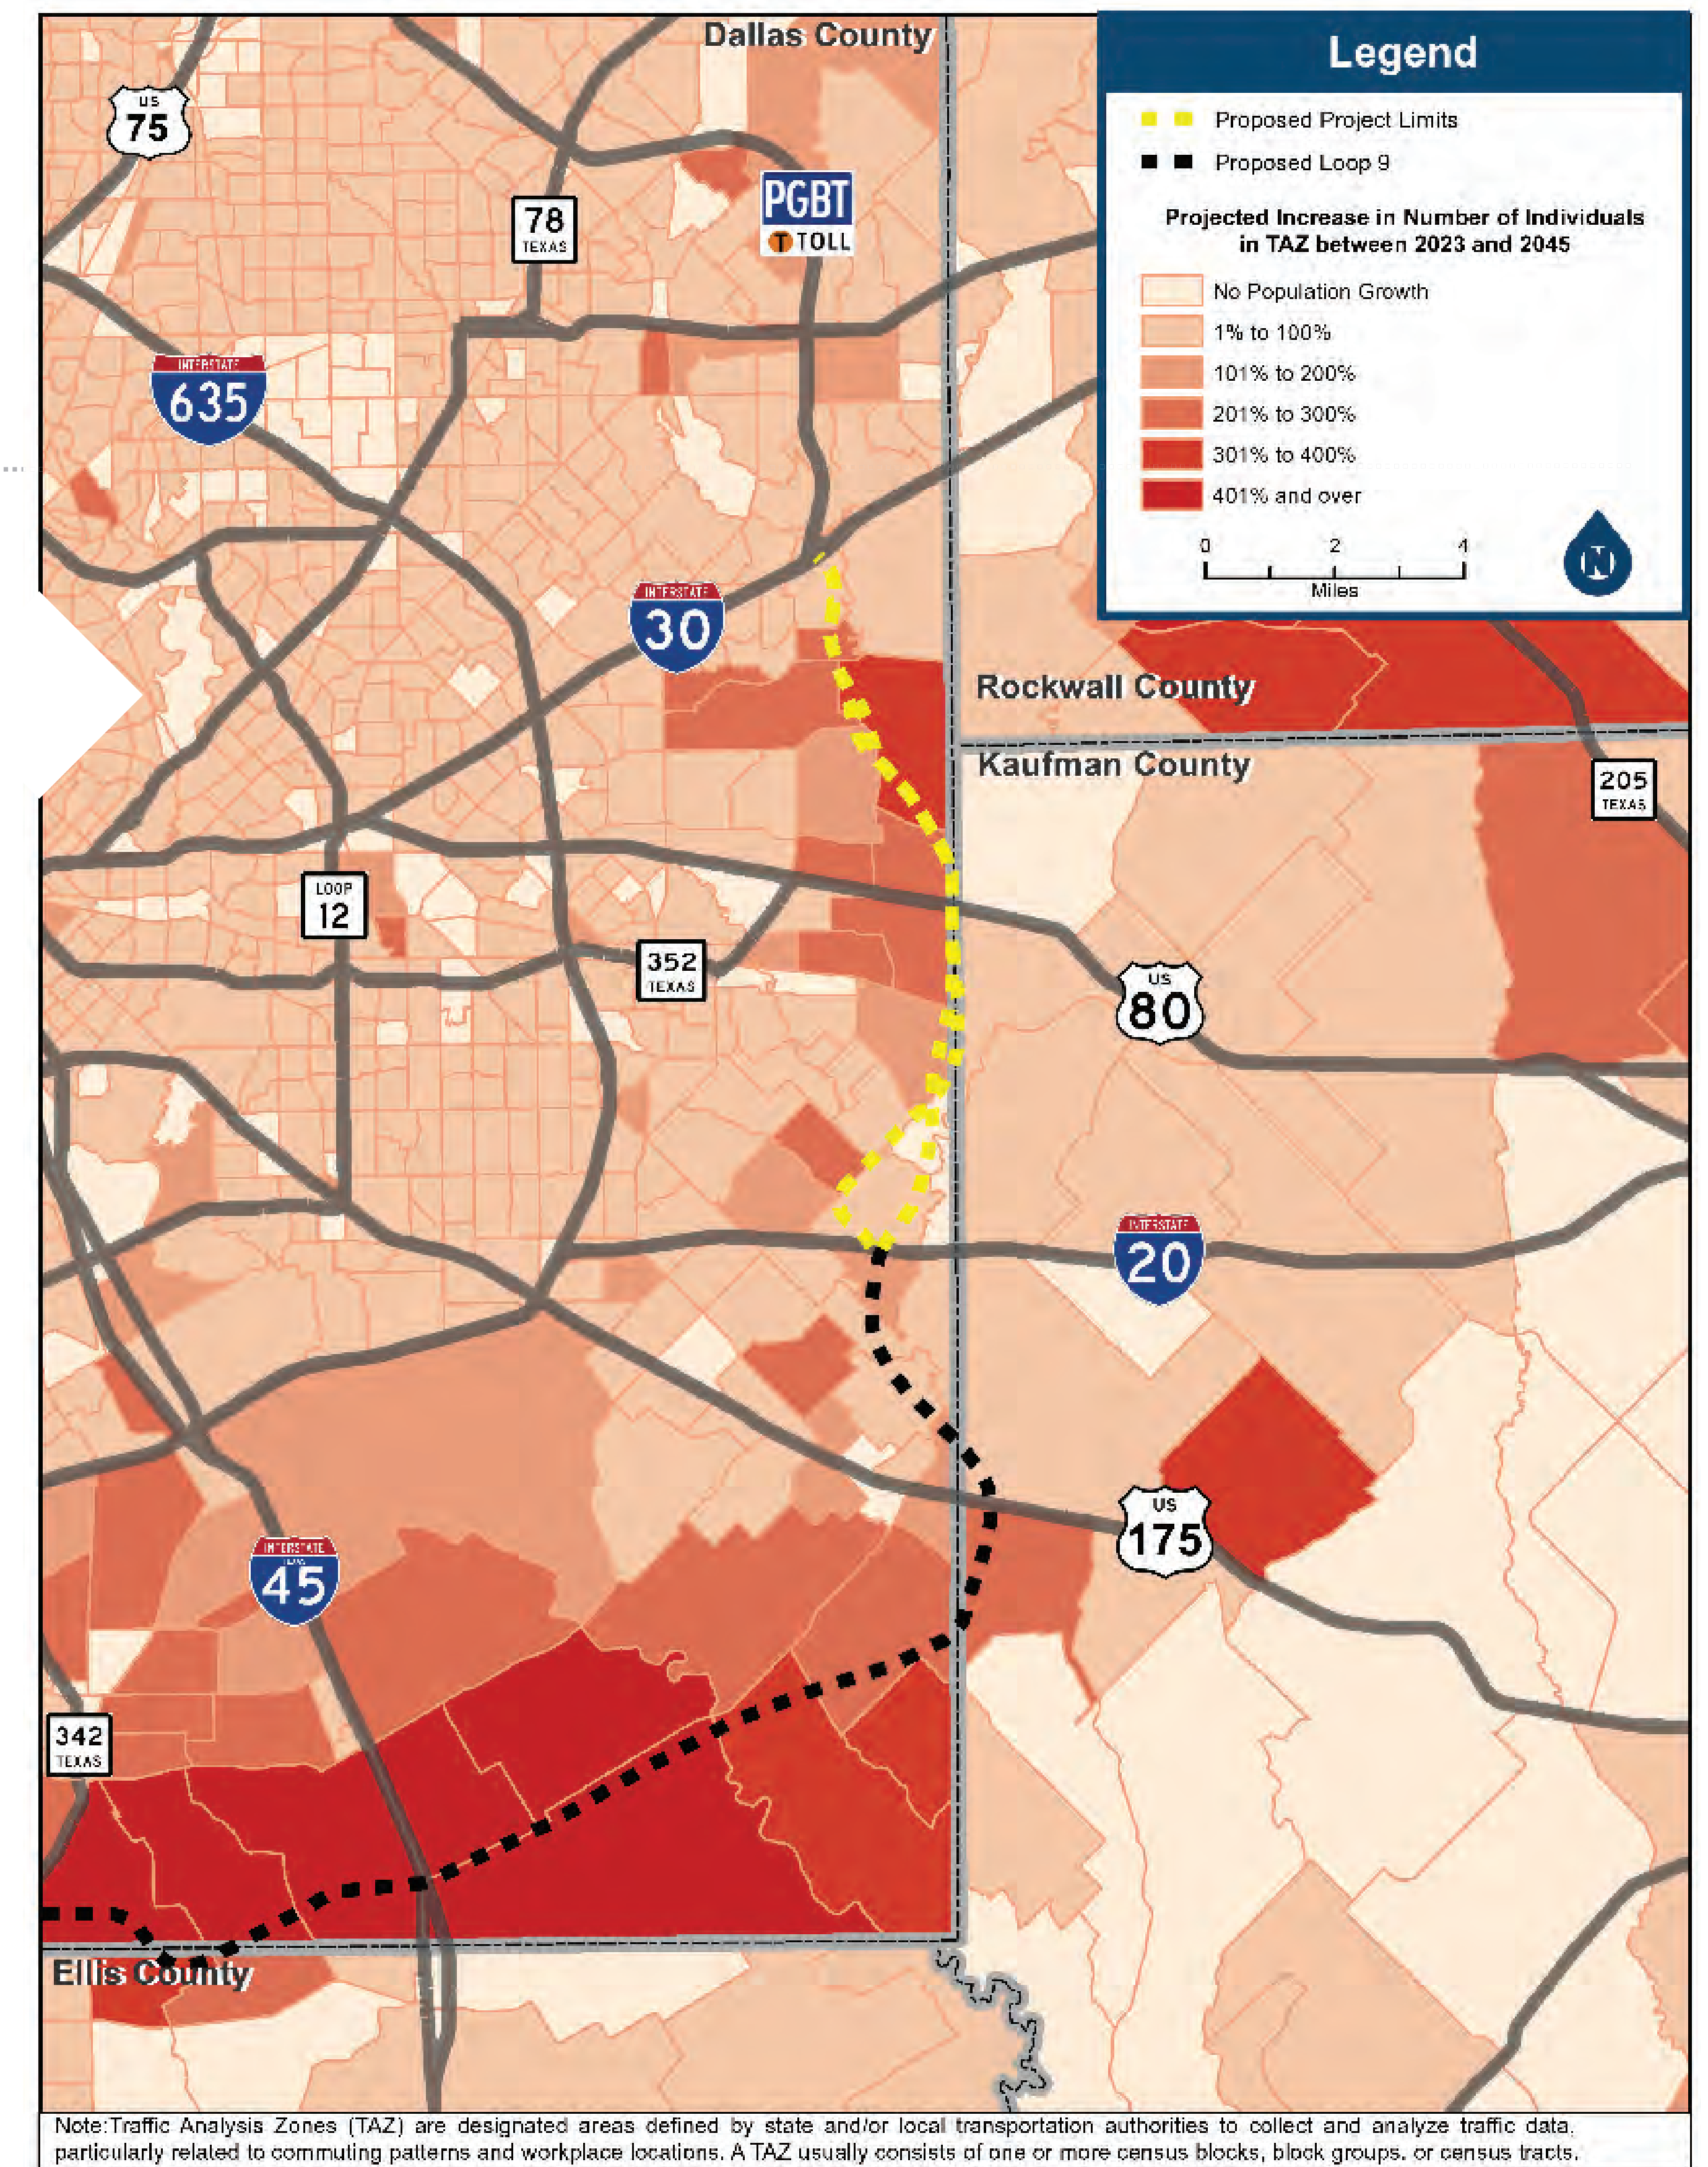 Dallas County
Legend
Proposed Project Limits
Proposed Loop 9
Projected Increase in Number of Individuals
in TAZ between 2023 and 2045
No Population Growth
1% to 100%
101% to 200%
201% to 300%
301% to 400%
401% and over
0 2 4
Miles
N
US
75
78
TEXAS
PGBT
T TOLL
INTERSTATE
635
INTERSTATE
30
Rockwall County
Kaufman County
205
TEXAS
LOOP
12
352
TEXAS
US
80
INTERSTATE
20
US
175
INTERSTATE
TEXAS
45
342
TEXAS
Ellis County
Note:Traffic Analysis Zones (TAZ) are designated areas defined by state and/or local transportation authorities to collect and analyze traffic data,
particularly related to commuting patterns and workplace locations. A TAZ usually consists of one or more census blocks, block groups, or census tracts.